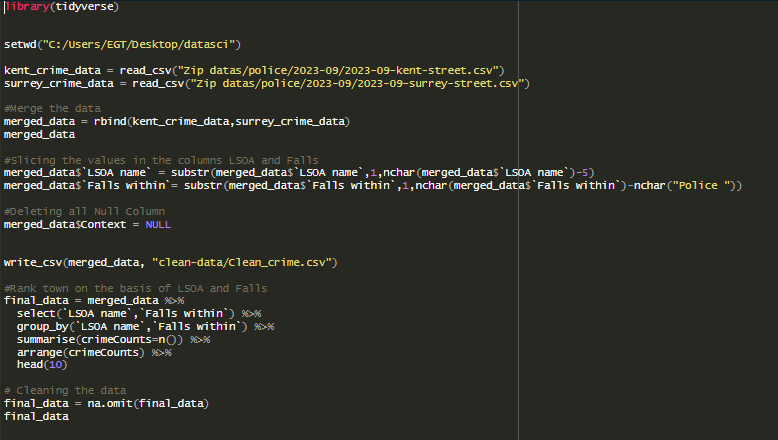 library(tidyverse)
setwd("C:/Users/EGT/Desktop/datasci")
kent_crime_data = read_csv("Zip datas/police/2023-09/2023-09-kent-street.csv")
surrey_crime_data = read_csv("Zip datas/police/2023-09/2023-09-surrey-street.csv")
#Merge the data
merged_data = rbind(kent_crime_data,surrey_crime_data)
merged_data
#Slicing the values in the columns LSOA and Falls
merged_data$`LSOA name` = substr(merged_data$`LSOA name`,1,nchar(merged_data$`LSOA name`)-5)
merged_data$`Falls within`= substr(merged_data$`Falls within`,1,nchar(merged_data$`Falls within`)-nchar("Police "))
#Deleting all Null Column
merged_data$Context = NULL
write_csv(merged_data, "clean-data/Clean_crime.csv")
#Rank town on the basis of LSOA and Falls
final_data = merged_data %>%
  select(`LSOA name`,`Falls within`) %>%
  group_by(`LSOA name`,`Falls within`) %>%
  summarise(crimeCounts=n()) %>%
  arrange(crimeCounts) %>%
  head(10)
# Cleaning the data
final_data = na.omit(final_data)
final_data